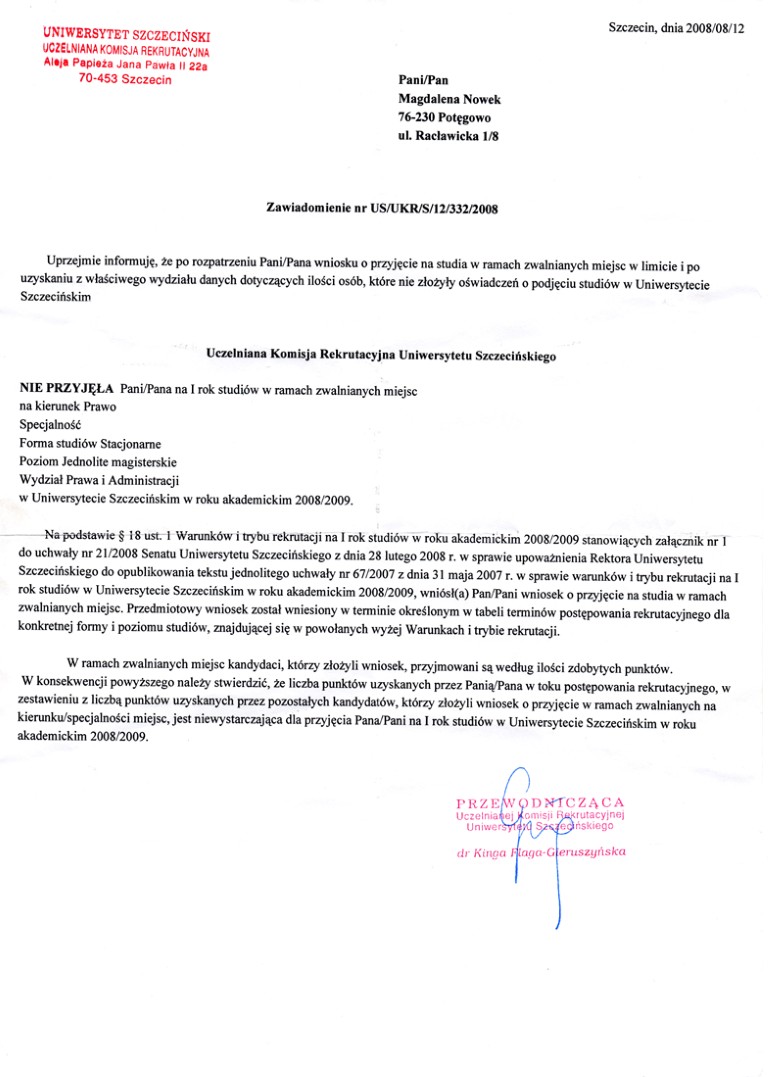 UNIWERSYTET SZCZECIŃSKI
UCZELNIANA KOMISJA REKRUTACYJNA
Aleja Papieża Jana Pawła II 22a
70-453 Szczecin
Szczecin, dnia 2008/08/12
Pani/Pan
Magdalena Nowek
76-230 Potęgowo
ul. Racławicka 1/8
Zawiadomienie nr US/UKR/S/12/332/2008
Uprzejmie informuję, że po rozpatrzeniu Pani/Pana wniosku o przyjęcie na studia w ramach zwalnianych miejsc w limicie i po
uzyskaniu z właściwego wydziału danych dotyczących ilości osób, które nie złożyły oświadczeń o podjęciu studiów w Uniwersytecie
Szczecińskim
Uczelniana Komisja Rekrutacyjna Uniwersytetu Szczecińskiego
NIE PRZYJĘŁA Pani/Pana na I rok studiów w ramach zwalnianych miejsc
na kierunek Prawo
Specjalność
Forma studiów Stacjonarne
Poziom Jednolite magisterskie
Wydział Prawa i Administracji
w Uniwersytecie Szczecińskim w roku akademickim 2008/2009.
Na podstawie § 18 ust. 1 Warunków i trybu rekrutacji na I rok studiów w roku akademickim 2008/2009 stanowiących załącznik nr 1
do uchwały nr 21/2008 Senatu Uniwersytetu Szczecińskiego z dnia 28 lutego 2008 r. w sprawie upoważnienia Rektora Uniwersytetu
Szczecińskiego do opublikowania tekstu jednolitego uchwały nr 67/2007 z dnia 31 maja 2007 r. w sprawie warunków i trybu rekrutacji na I
rok studiów w Uniwersytecie Szczecińskim w roku akademickim 2008/2009, wniósł(a) Pan/Pani wniosek o przyjęcie na studia w ramach
zwalnianych miejsc. Przedmiotowy wniosek został wniesiony w terminie określonym w tabeli terminów postępowania rekrutacyjnego dla
konkretnej formy i poziomu studiów, znajdującej się w powołanych wyżej Warunkach i trybie rekrutacji.
W ramach zwalnianych miejsc kandydaci, którzy złożyli wniosek, przyjmowani są według ilości zdobytych punktów.
W konsekwencji powyższego należy stwierdzić, że liczba punktów uzyskanych przez Panią/Pana w toku postępowania rekrutacyjnego, w
zestawieniu z liczbą punktów uzyskanych przez pozostałych kandydatów, którzy złożyli wniosek o przyjęcie w ramach zwalnianych na
kierunku/specjalności miejsc, jest niewystarczająca dla przyjęcia Pana/Pani na I rok studiów w Uniwersytecie Szczecińskim w roku
akademickim 2008/2009.
PRZEWODNICZĄCA
Uczelnianej Komisji Rekrutacyjnej
Uniwersytetu Szczecińskiego
dr Kinga Flaga-Gieruszyńska